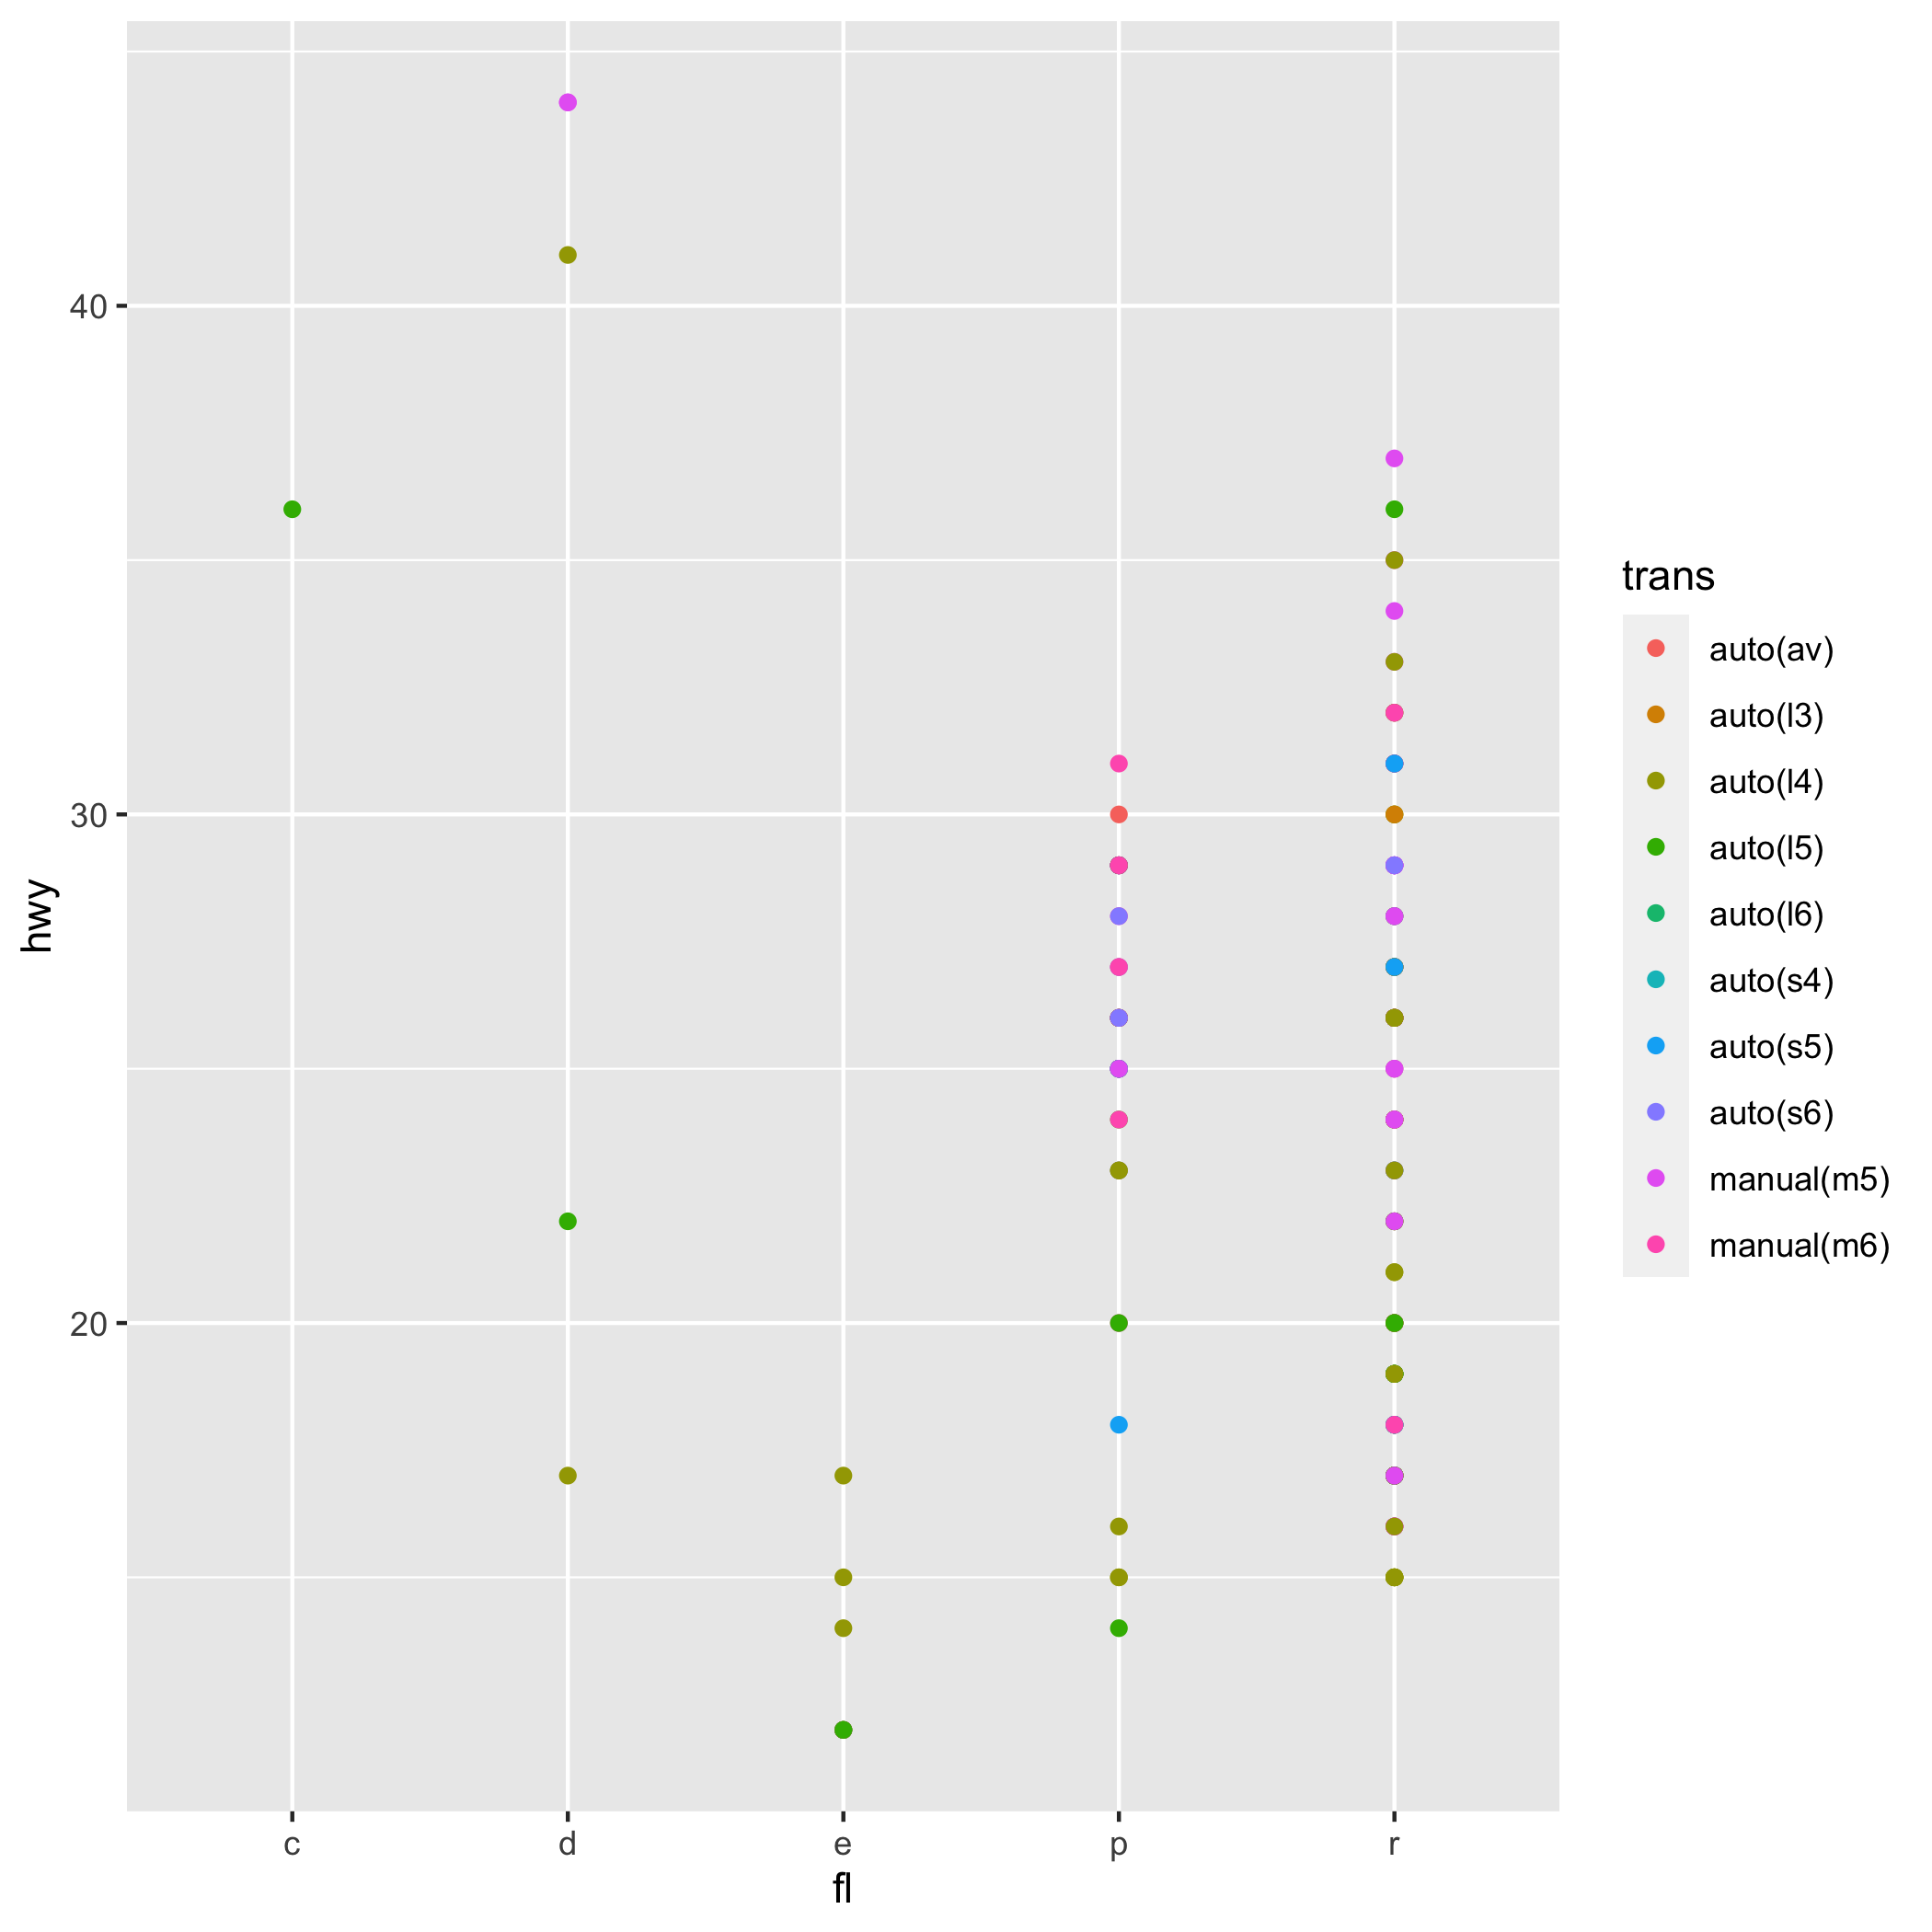 hwy
40
30
20
c d e p r
fl
trans
auto(av)
auto(l3)
auto(l4)
auto(l5)
auto(l6)
auto(s4)
auto(s5)
auto(s6)
manual(m5)
manual(m6)